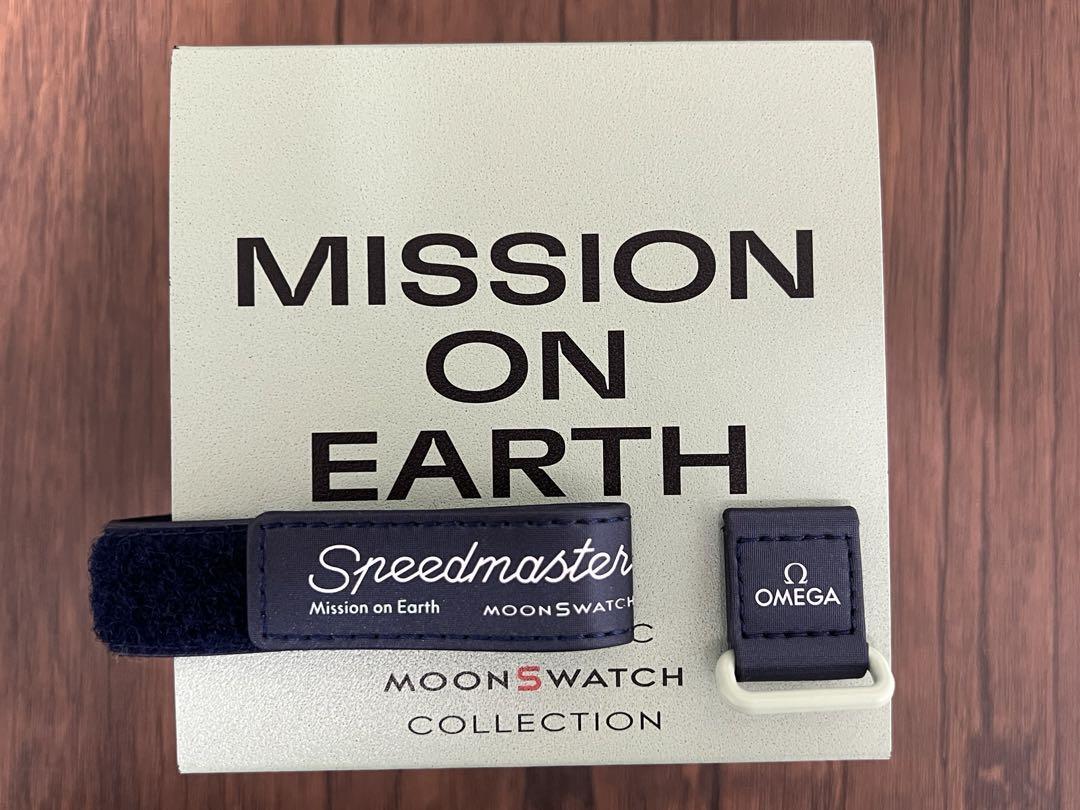 MISSION
ON
EARTH
Speedmaster
Mission on Earth MOONSWATCH
Ω
OMEGA
C
MOONSWATCH
COLLECTION